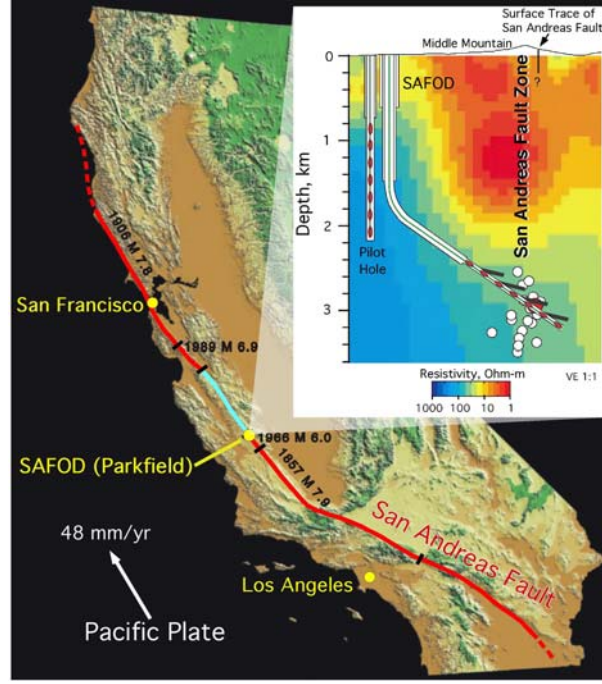 Surface Trace of
San Andreas Fault
Middle Mountain
0
SAFOD
?
San Andreas Fault Zone
1
Depth, km
2
Pilot
Hole
3
Resistivity, Ohm-m
VE 1:1
1000 100 10 1
1906 M 7.8
San Francisco
1989 M 6.9
1966 M 6.0
SAFOD (Parkfield)
1857 M 7.9
San Andreas Fault
48 mm/yr
Los Angeles
Pacific Plate